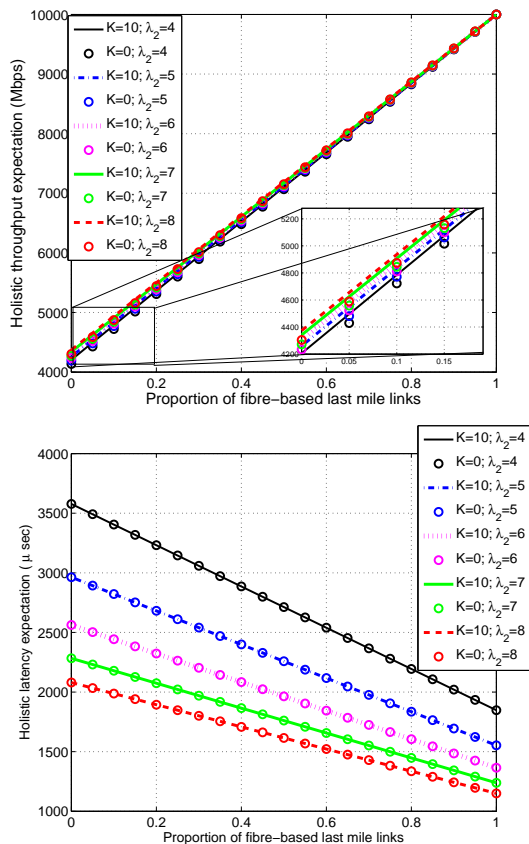 10000
9000
8000
7000
6000
5000
4000
Holistic throughput expectation (Mbps)
K=10; λ2=4
K=0; λ2=4
K=10; λ2=5
K=0; λ2=5
K=10; λ2=6
K=0; λ2=6
K=10; λ2=7
K=0; λ2=7
K=10; λ2=8
K=0; λ2=8
5200
5000
4800
4600
4400
4200
0 0.05 0.1 0.15
0 0.2 0.4 0.6 0.8 1
Proportion of fibre-based last mile links
4000
3500
3000
2500
2000
1500
1000
Holistic latency expectation (μ sec)
K=10; λ2=4
K=0; λ2=4
K=10; λ2=5
K=0; λ2=5
K=10; λ2=6
K=0; λ2=6
K=10; λ2=7
K=0; λ2=7
K=10; λ2=8
K=0; λ2=8
0 0.2 0.4 0.6 0.8 1
Proportion of fibre-based last mile links